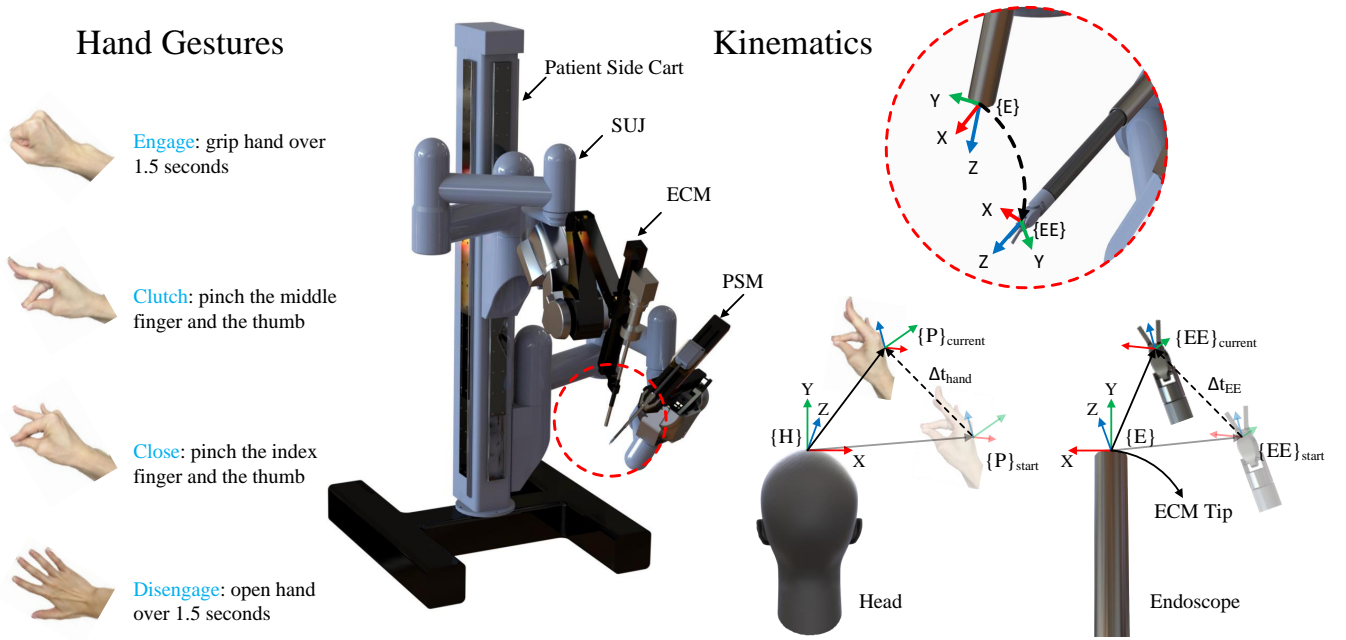 Hand Gestures
Engage: grip hand over
1.5 seconds
Clutch: pinch the middle
finger and the thumb
Close: pinch the index
finger and the thumb
Disengage: open hand
over 1.5 seconds
Patient Side Cart
SUJ
ECM
PSM
Kinematics
Y
{E}
X
Z
X
{EE}
Z
Y
{P}current
Δthand
Y
Z
{H}
X
{P}start
Head
{EE}current
ΔtEE
Y
Z
{E}
X
{EE}start
ECM Tip
Endoscope